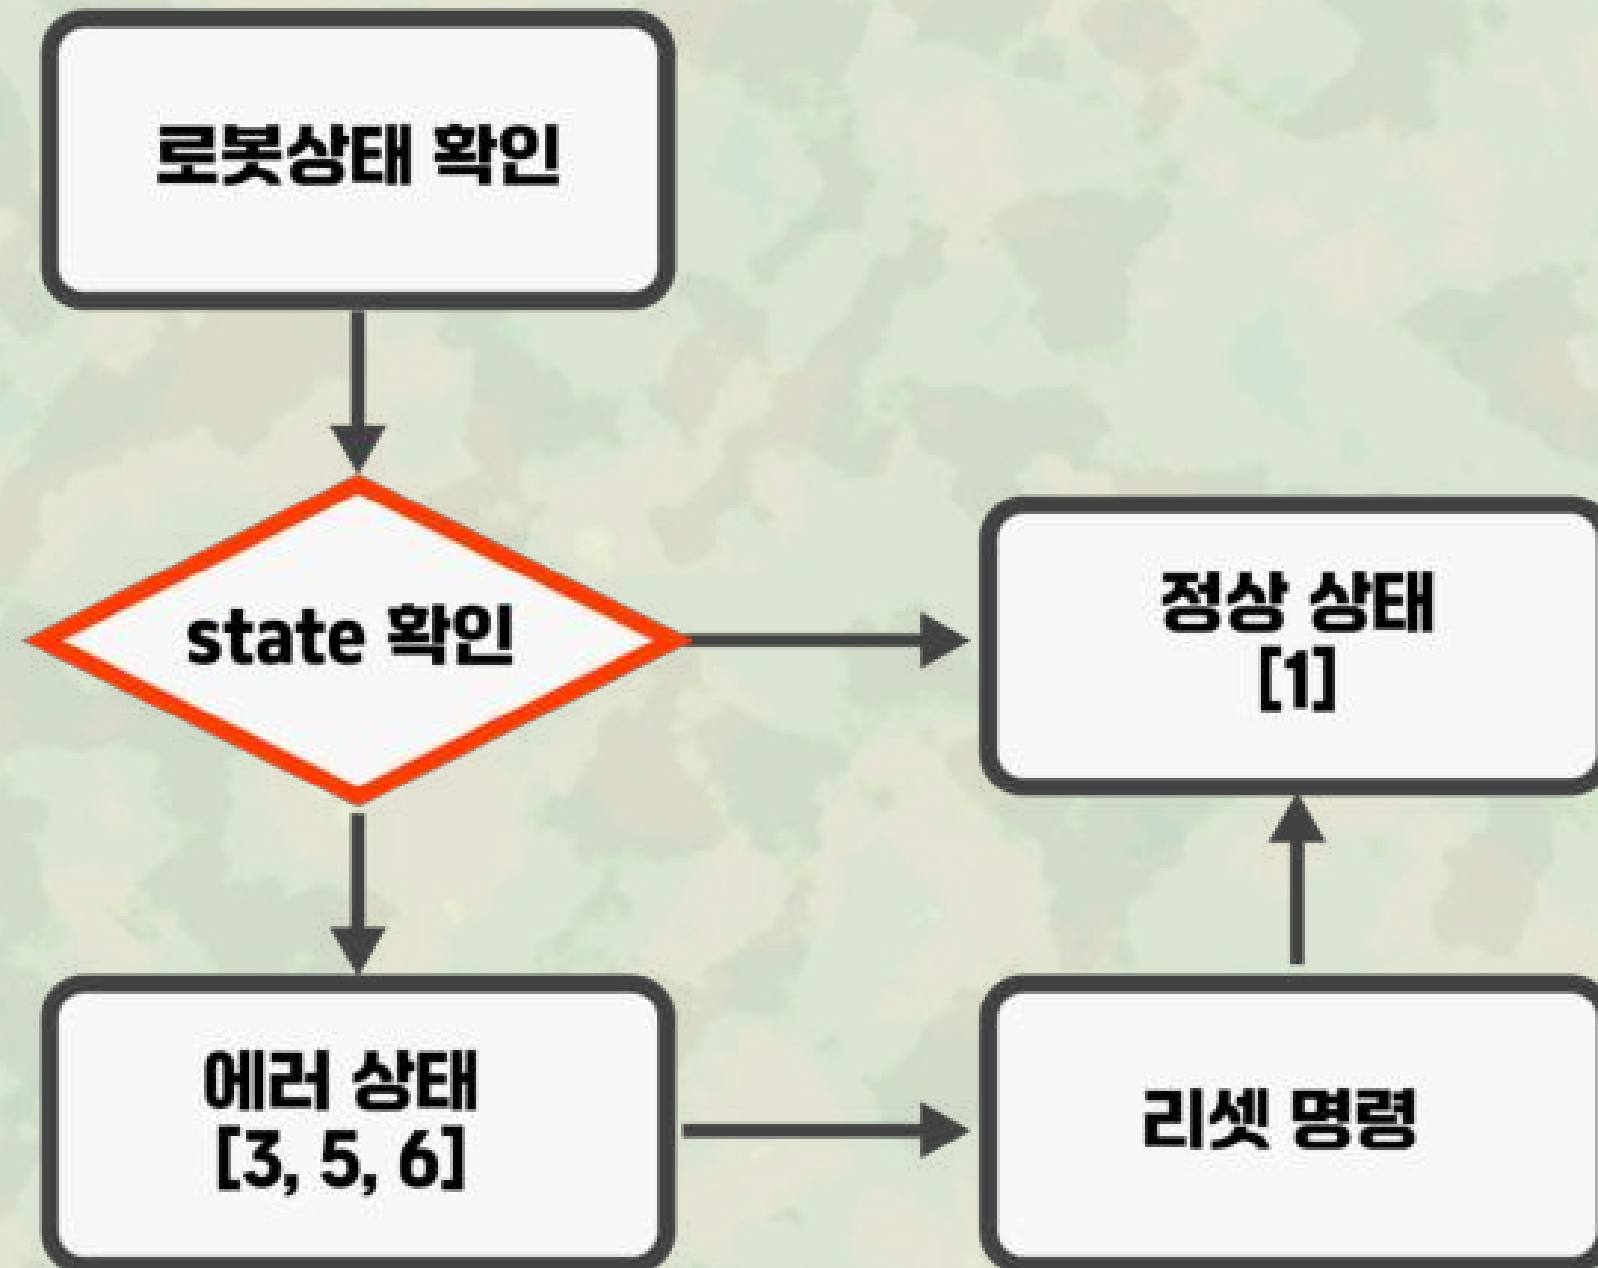 로봇상태 확인
state 확인
정상 상태
[1]
에러 상태
[3, 5, 6]
리셋 명령